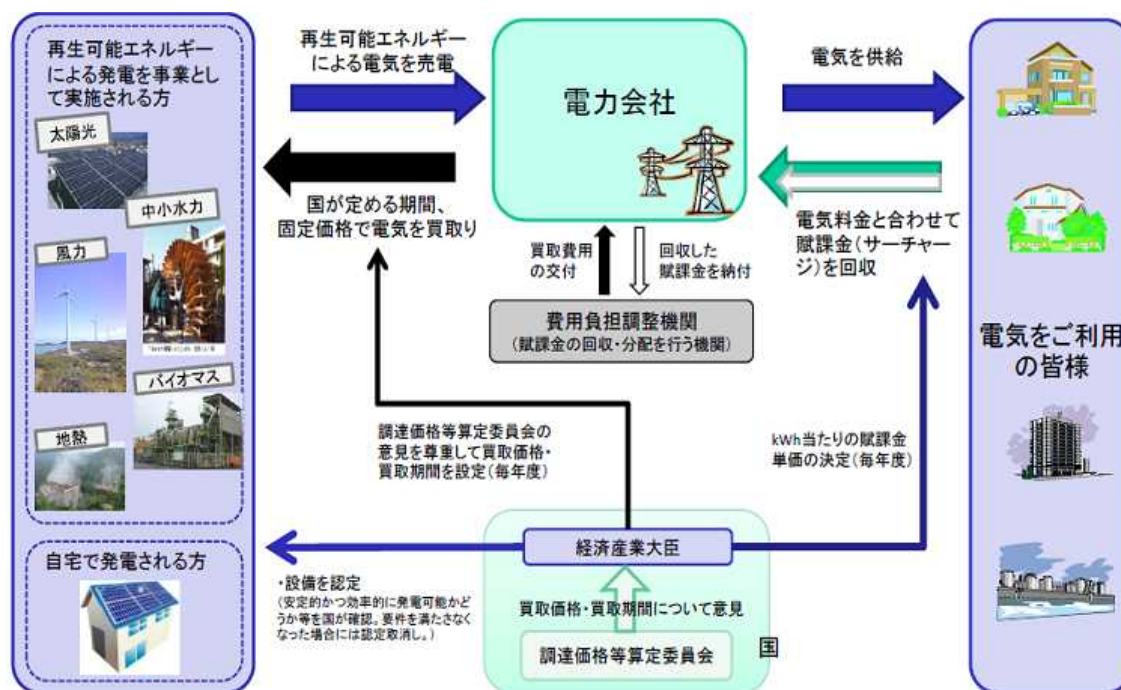 再生可能エネルギー
による発電を事業とし
て実施される方
太陽光
中小水力
風力
バイオマス
地熱
自宅で発電される方
再生可能エネルギー
による電気を売電
国が定める期間、
固定価格で電気を買取り
電力会社
買取費用
の交付
回収した
賦課金を納付
費用負担調整機関
(賦課金の回収・分配を行う機関)
電気を供給
電気料金と合わせて
賦課金(サーチャー
ジ)を回収
電気をご利用
の皆様
調達価格等算定委員会の
意見を尊重して買取価格・
買取期間を設定(毎年度)
kWh当たりの賦課金
単価の決定(毎年度)
経済産業大臣
・設備を認定
(安定的かつ効率的に発電可能かど
うか等を国が確認。要件を満たさなく
なった場合には認定取消し。)
買取価格・買取期間について意見
調達価格等算定委員会
国